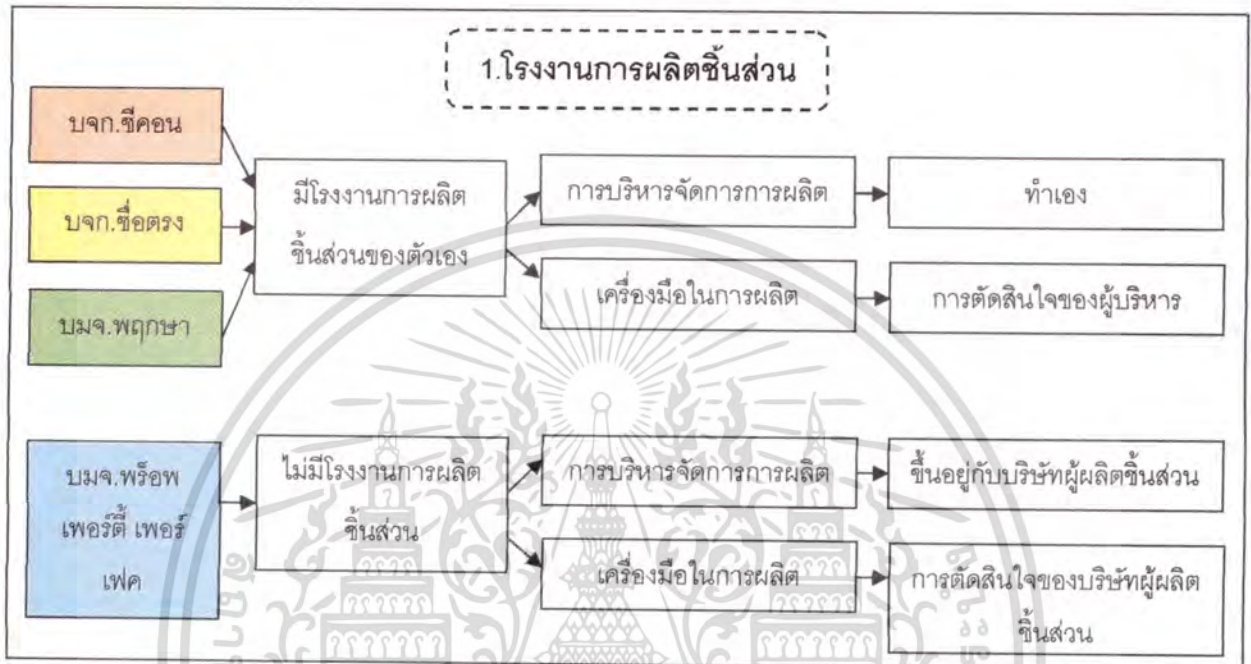 1.โรงงานการผลิตชิ้นส่วน
บจก.ซีคอน
บจก.ซื่อตรง
บมจ.พฤกษา
มีโรงงานการผลิต
ชิ้นส่วนของตัวเอง
การบริหารจัดการการผลิต
ทำเอง
เครื่องมือในการผลิต
การตัดสินใจของผู้บริหาร
บมจ.พร็อพ
เพอร์ตี้ เพอร์
เฟค
ไม่มีโรงงานการผลิต
ชิ้นส่วน
การบริหารจัดการการผลิต
ขึ้นอยู่กับบริษัทผู้ผลิตชิ้นส่วน
เครื่องมือในการผลิต
การตัดสินใจของบริษัทผู้ผลิต
ชิ้นส่วน